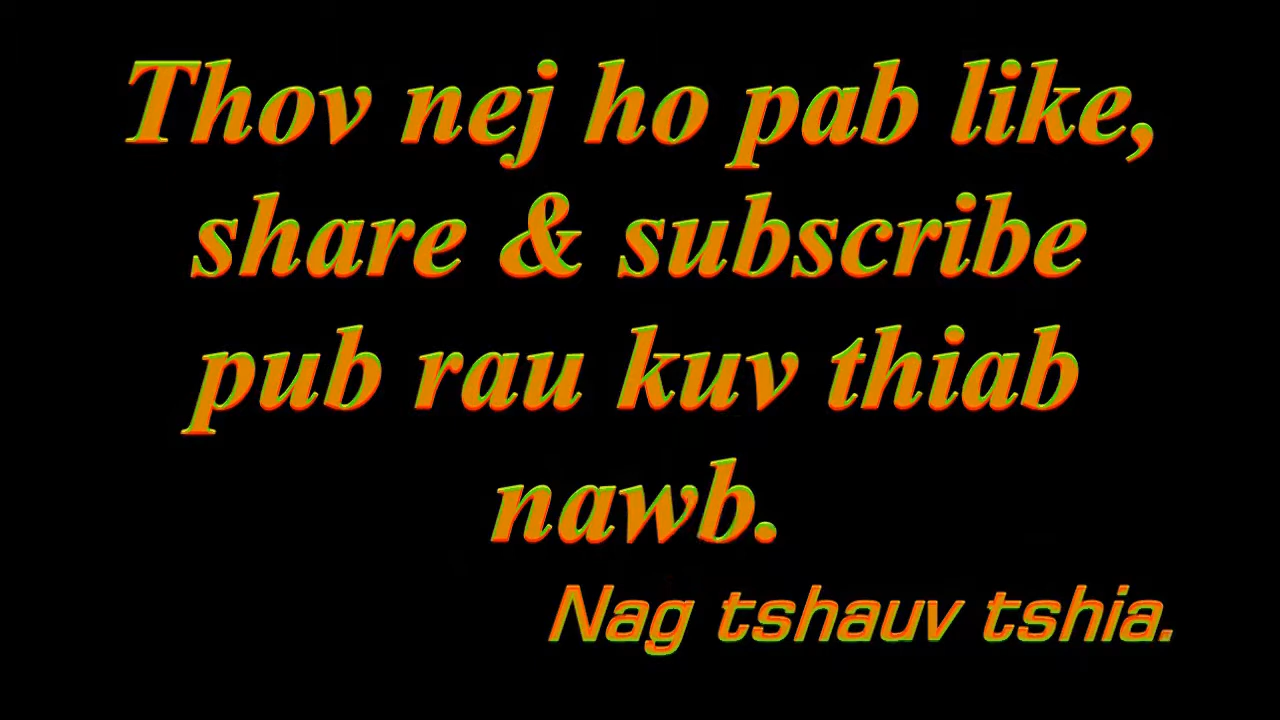 Thov nej ho pab like,
share & subscribe
pub rau kuv thiab
nawb.
Nag tshauv tshia.